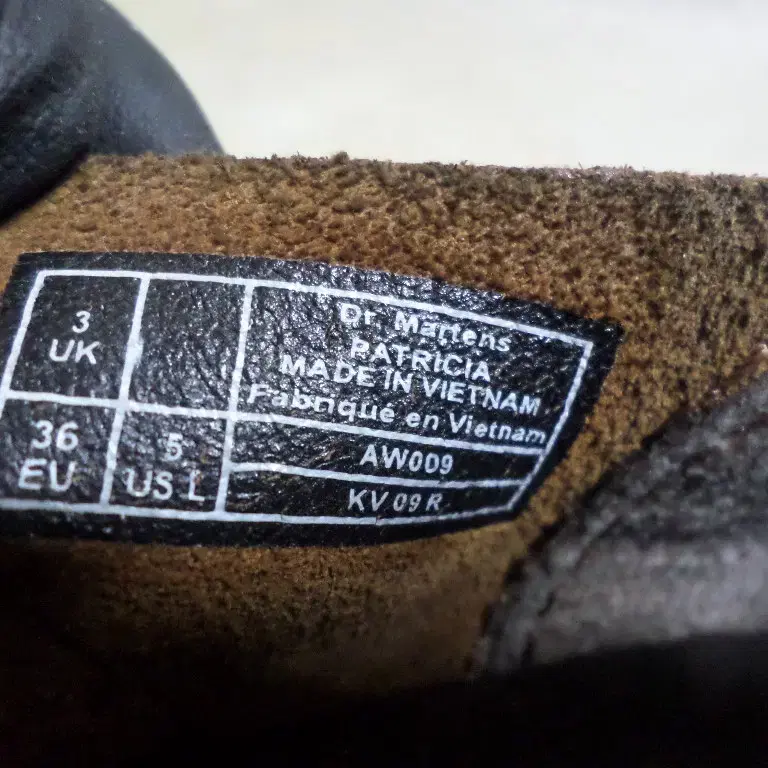 3
UK
36
EU
5
US L
Dr. Martens
PATRICIA
MADE IN VIETNAM
Fabriqué en Vietnam
AW009
KV 09 R